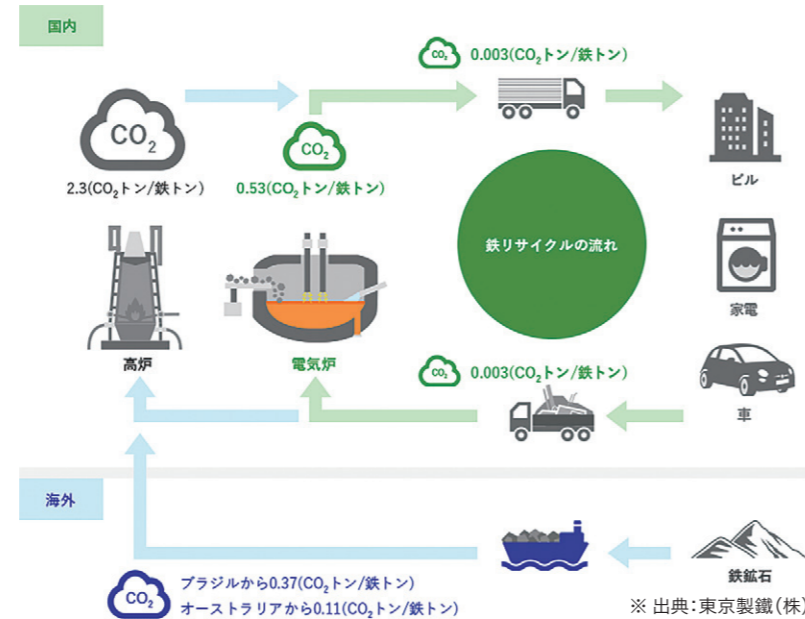 国内
CO₂ 0.003(CO₂トン/鉄トン)
CO₂
CO₂
2.3(CO₂トン/鉄トン)
0.53(CO₂トン/鉄トン)
ビル
鉄リサイクルの流れ
家電
高炉
電気炉
CO₂ 0.003(CO₂トン/鉄トン)
車
海外
CO₂
ブラジルから0.37(CO₂トン/鉄トン)
オーストラリアから0.11(CO₂トン/鉄トン)
鉄鉱石
※ 出典:東京製鐵(株)